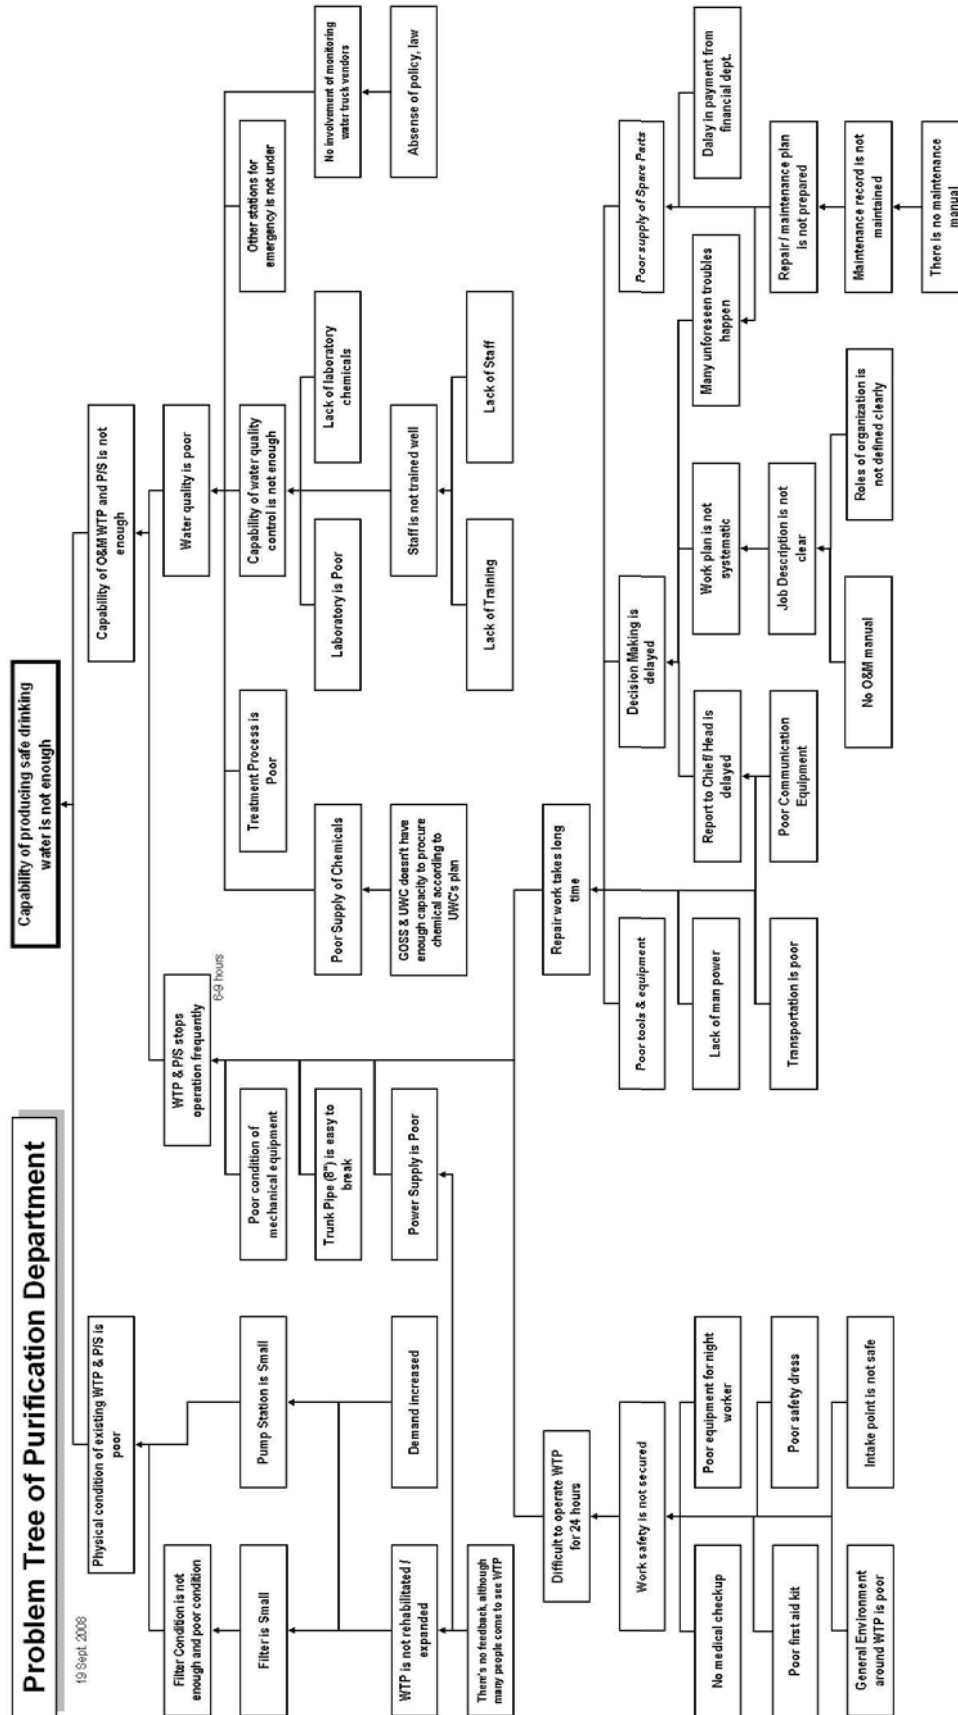 Problem Tree of Purification Department
19 Sept. 2008
Capability of producing safe drinking
water is not enough
Physical condition of existing WTP & P/S is
poor
Capability of O&M WTP and P/S is not
enough
Filter Condition is not
enough and poor condition
Pump Station is Small
Filter is Small
Demand increased
WTP is not rehabilitated /
expanded
There's no feedback, although
many people come to see WTP
WTP & P/S stops
operation frequently
6-9 hours
Poor condition of
mechanical equipment
Trunk Pipe (8") is easy to
break
Power Supply is Poor
Water quality is poor
Poor Supply of Chemicals
GOSS & UWC doesn't have
enough capacity to procure
chemical according to
UWC's plan
Treatment Process is
Poor
Capability of water quality
control is not enough
Laboratory is Poor
Lack of laboratory
chemicals
Staff is not trained well
Lack of Training
Lack of Staff
Other stations for
emergency is not under
No involvement of monitoring
water truck vendors
Absense of policy, law
Difficult to operate WTP
for 24 hours
Work safety is not secured
No medical checkup
Poor equipment for night
worker
Poor first aid kit
Poor safety dress
General Environment
around WTP is poor
Intake point is not safe
Repair work takes long
time
Poor tools & equipment
Lack of man power
Transportation is poor
Decision Making is
delayed
Report to Chief/ Head is
delayed
Poor Communication
Equipment
Work plan is not
systematic
Job Description is not
clear
No O&M manual
Roles of organization is
not defined clearly
Many unforeseen troubles
happen
Poor supply of Spare Parts
Dalay in payment from
financial dept.
Repair / maintenance plan
is not prepared
Maintenance record is not
maintained
There is no maintenance
manual